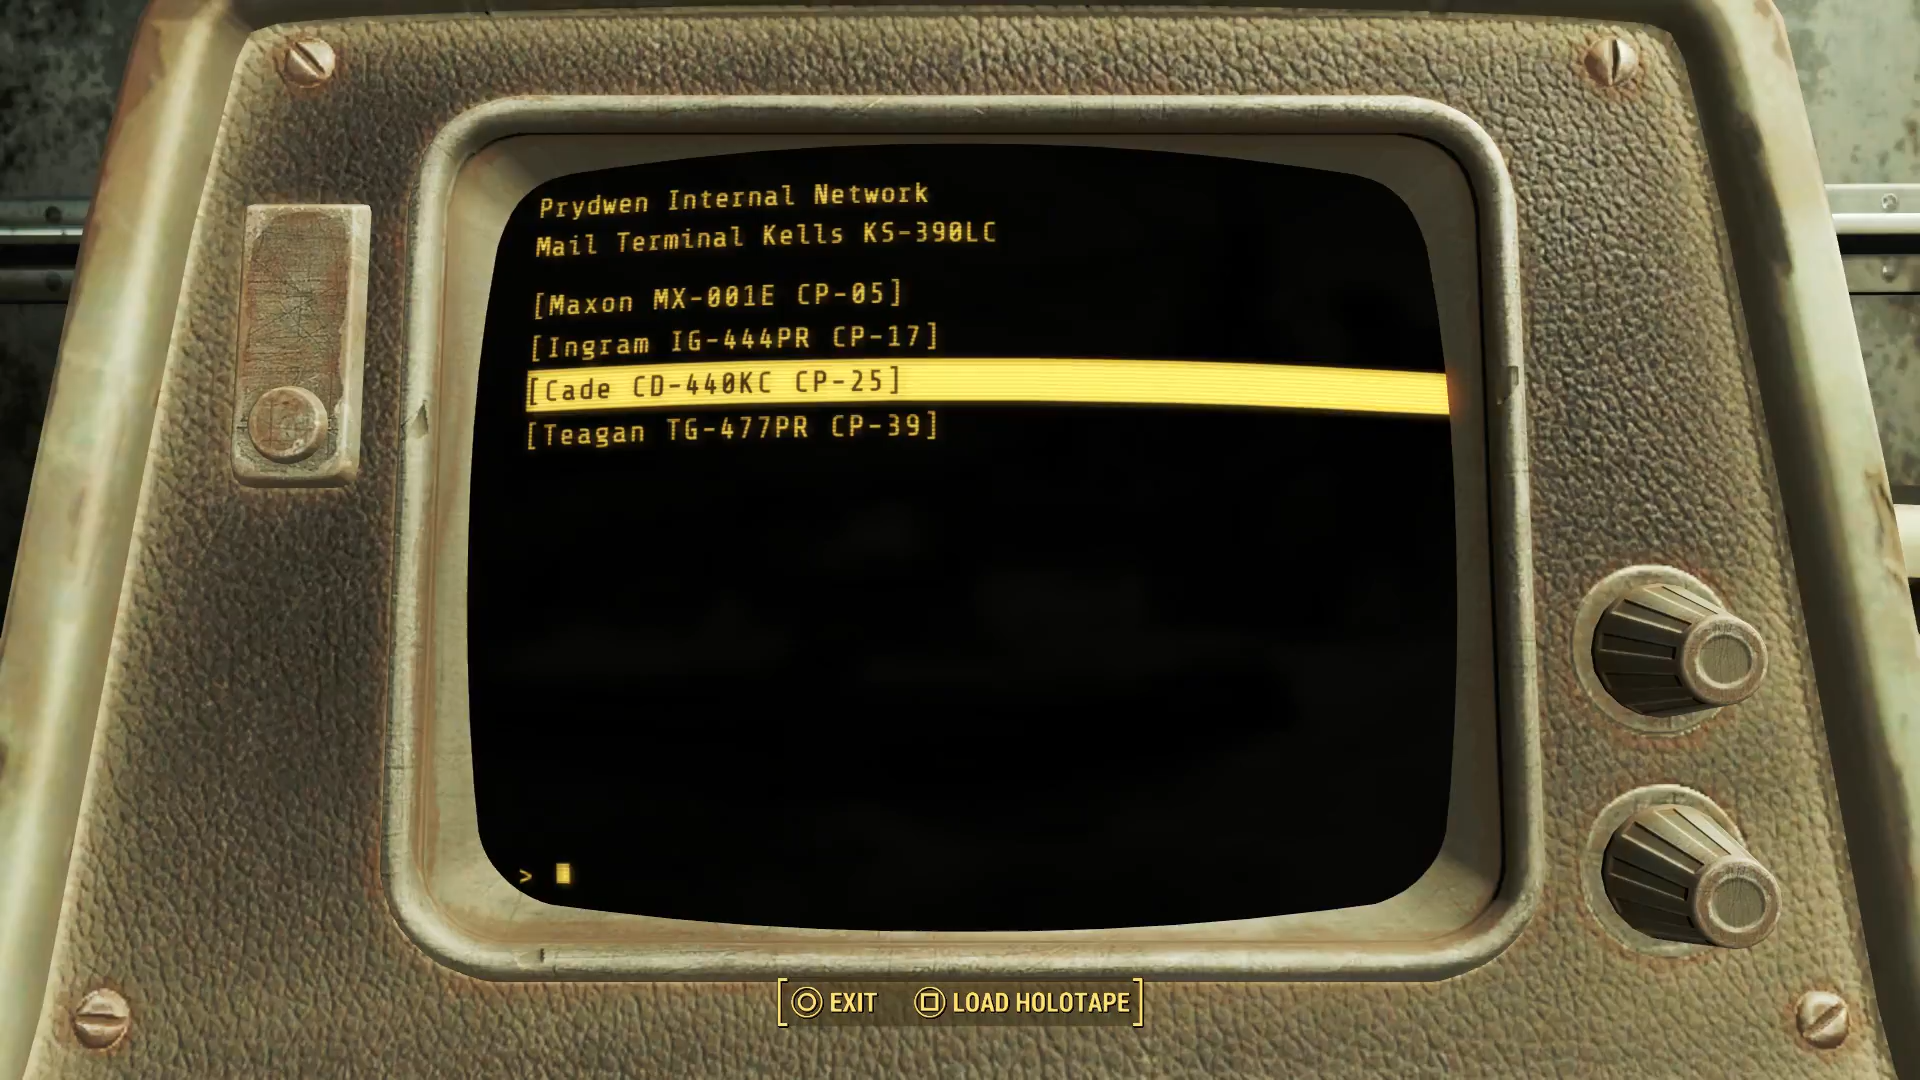 Prydwen Internal Network
Mail Terminal Kells KS-390LC
[Maxon MX-001E CP-05]
[Ingram IG-444PR CP-17]
[Cade CD-440KC CP-25]
[Teagan TG-477PR CP-39]
>
EXIT LOAD HOLOTAPE